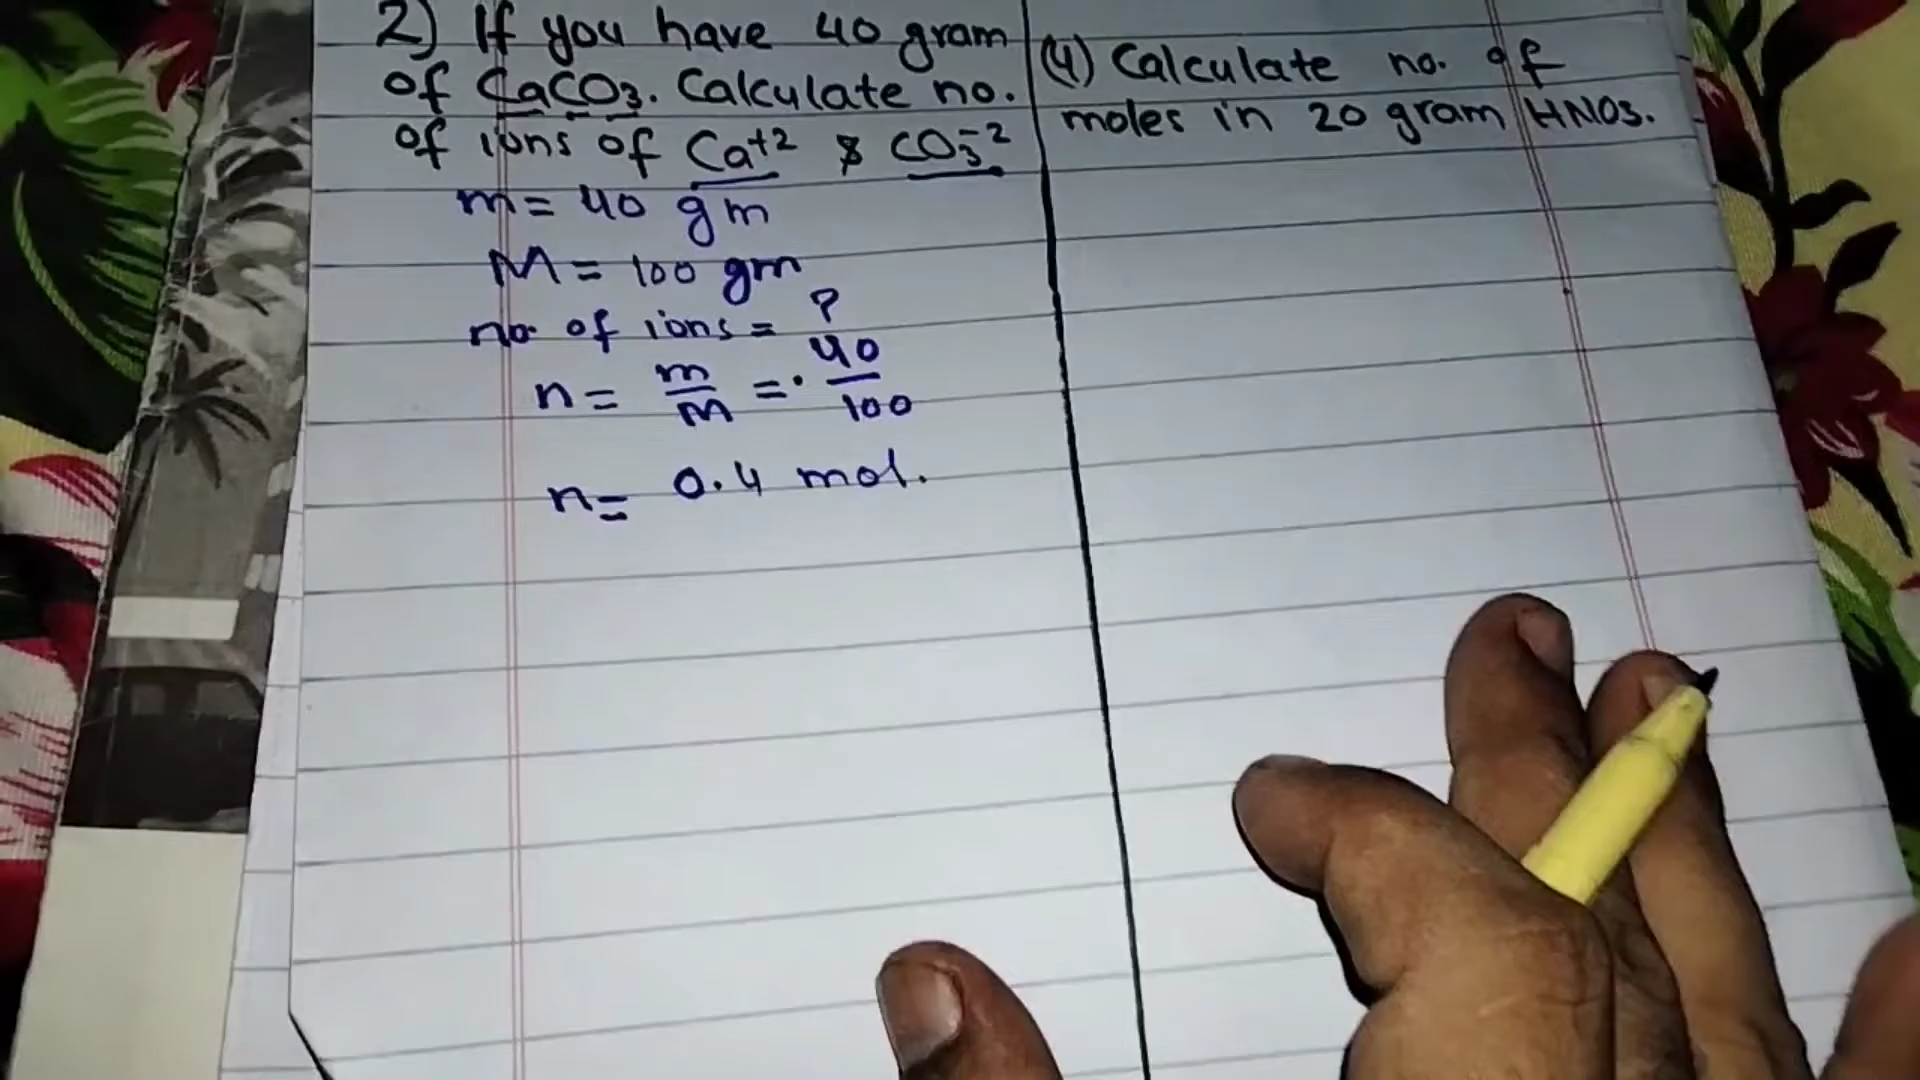 2) If you have 40 gram
of CaCO3. Calculate no.
of ions of Ca+2 & CO3-2
m = 40 gm
M = 100 gm
no. of ions = ?
n = m/M = 40/100
n = 0.4 mol.
(4) Calculate no. of
moles in 20 gram HNO3.